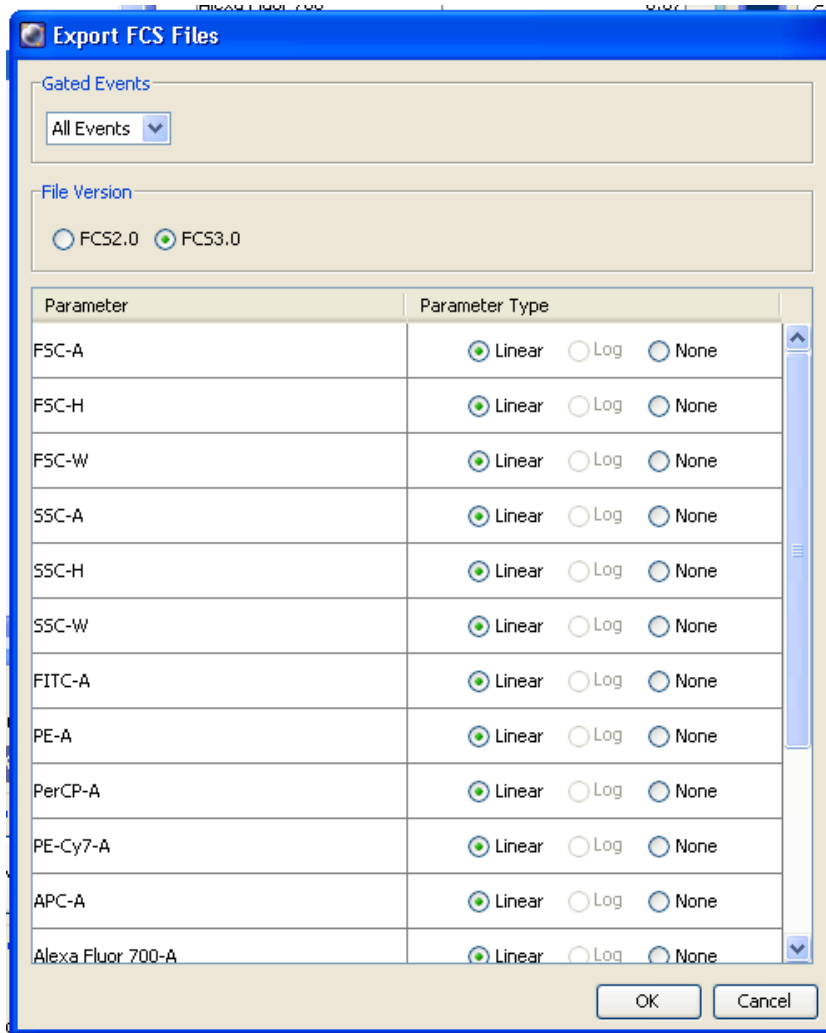 Alexa Fluor 700
Export FCS Files
Gated Events
All Events
File Version
FCS2.0 FCS3.0
Parameter Parameter Type
FSC-A Linear Log None
FSC-H Linear Log None
FSC-W Linear Log None
SSC-A Linear Log None
SSC-H Linear Log None
SSC-W Linear Log None
FITC-A Linear Log None
PE-A Linear Log None
PerCP-A Linear Log None
PE-Cy7-A Linear Log None
APC-A Linear Log None
Alexa Fluor 700-A Linear Log None
OK Cancel